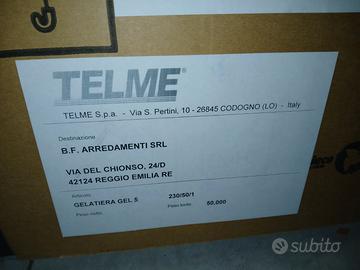 TELME®
TELME S.p.a. - Via S. Pertini, 10 - 26845 CODOGNO (LO) - Italy
Destinazione
B.F. ARREDAMENTI SRL
VIA DEL CHIONSO, 24/D
42124 REGGIO EMILIA RE
Articolo
GELATIERA GEL 5 230/50/1
Peso netto Peso lordo 50,000
subito